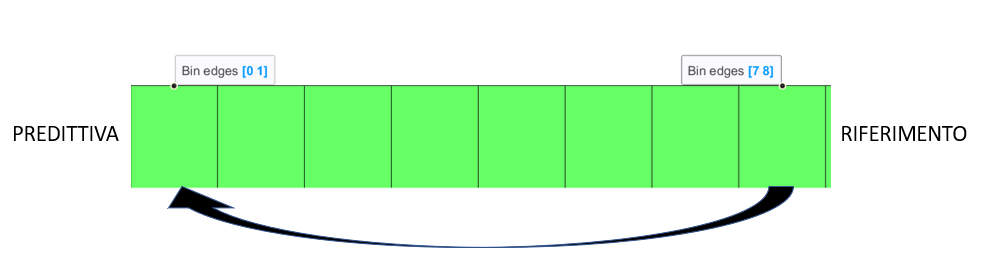 Bin edges [0 1]
Bin edges [7 8]
PREDITTIVA
RIFERIMENTO